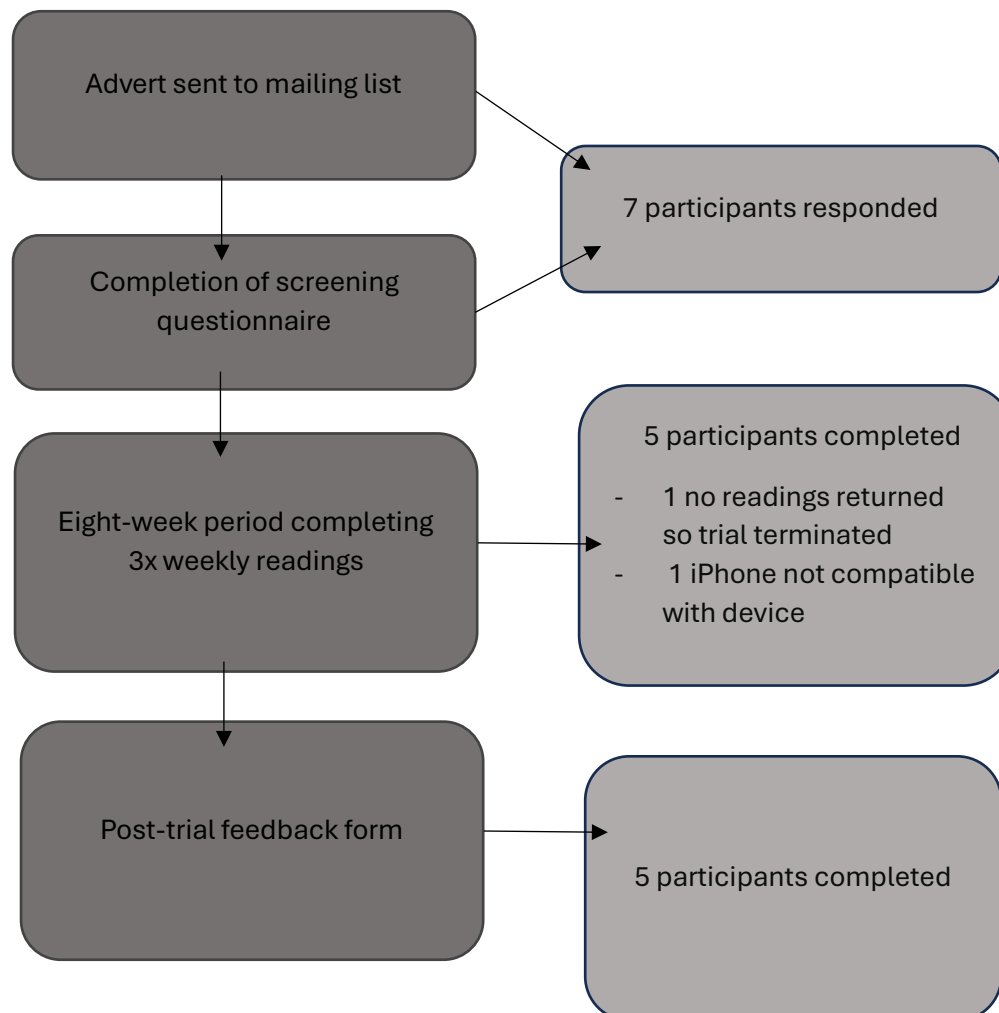 Advert sent to mailing list
7 participants responded
Completion of screening
questionnaire
5 participants completed
- 1 no readings returned
so trial terminated
- 1 iPhone not compatible
with device
Eight-week period completing
3x weekly readings
Post-trial feedback form
5 participants completed